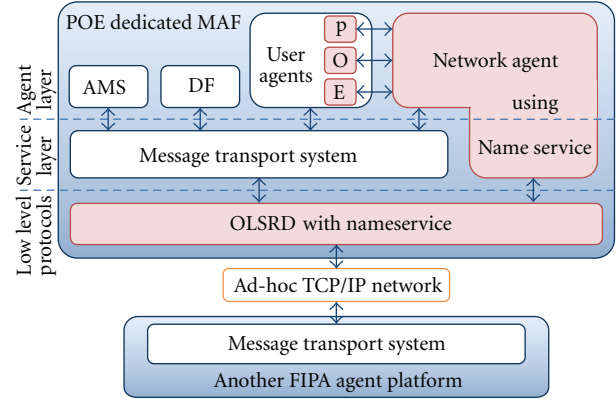 POE dedicated MAF
Agent layer
AMS
DF
User
agents
p
O
E
Network agent
using
Name service
Service layer
Message transport system
Low level
protocols
OLSRD with nameservice
Ad-hoc TCP/IP network
Message transport system
Another FIPA agent platform